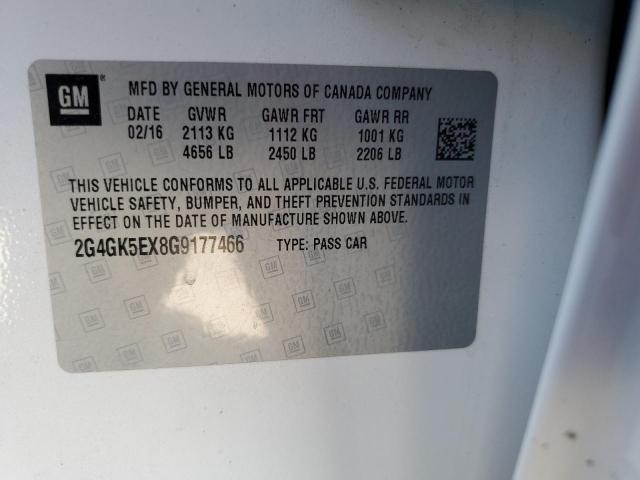 GM ®
MFD BY GENERAL MOTORS OF CANADA COMPANY
DATE GVWR GAWR FRT GAWR RR
02/16 2113 KG 1112 KG 1001 KG
4656 LB 2450 LB 2206 LB
THIS VEHICLE CONFORMS TO ALL APPLICABLE U.S. FEDERAL MOTOR
VEHICLE SAFETY, BUMPER, AND THEFT PREVENTION STANDARDS IN
EFFECT ON THE DATE OF MANUFACTURE SHOWN ABOVE.
2G4GK5EX8G9177466 TYPE: PASS CAR